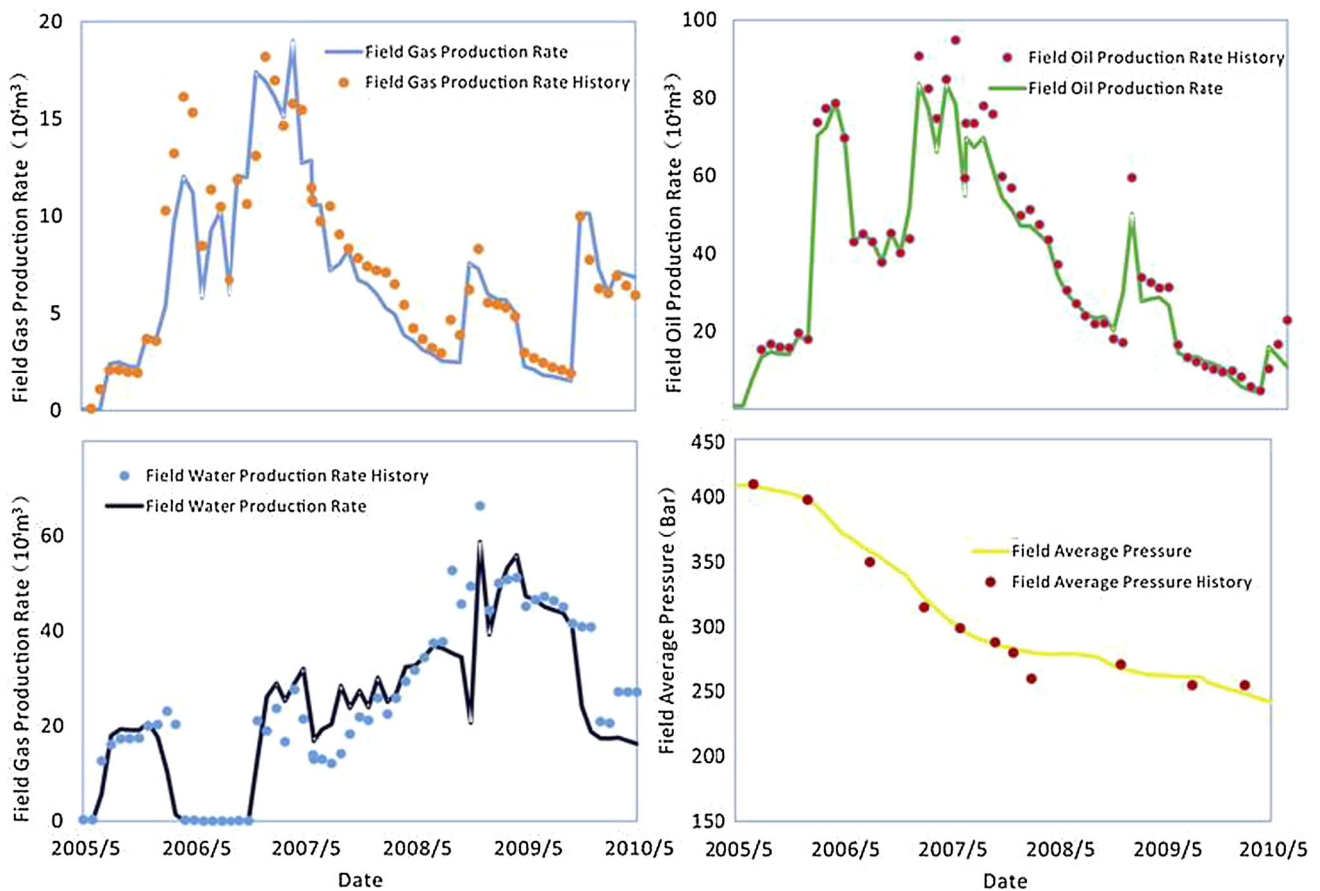 Field Gas Production Rate (10⁴m³)
20
15
10
5
0
Field Gas Production Rate
Field Gas Production Rate History
Field Oil Production Rate (10⁴m³)
100
80
60
40
20
Field Oil Production Rate History
Field Oil Production Rate
Field Gas Production Rate (10⁴m³)
60
40
20
0
Field Water Production Rate History
Field Water Production Rate
2005/5 2006/5 2007/5 2008/5 2009/5 2010/5
Date
Field Average Pressure (Bar)
450
400
350
300
250
200
150
Field Average Pressure
Field Average Pressure History
2005/5 2006/5 2007/5 2008/5 2009/5 2010/5
Date